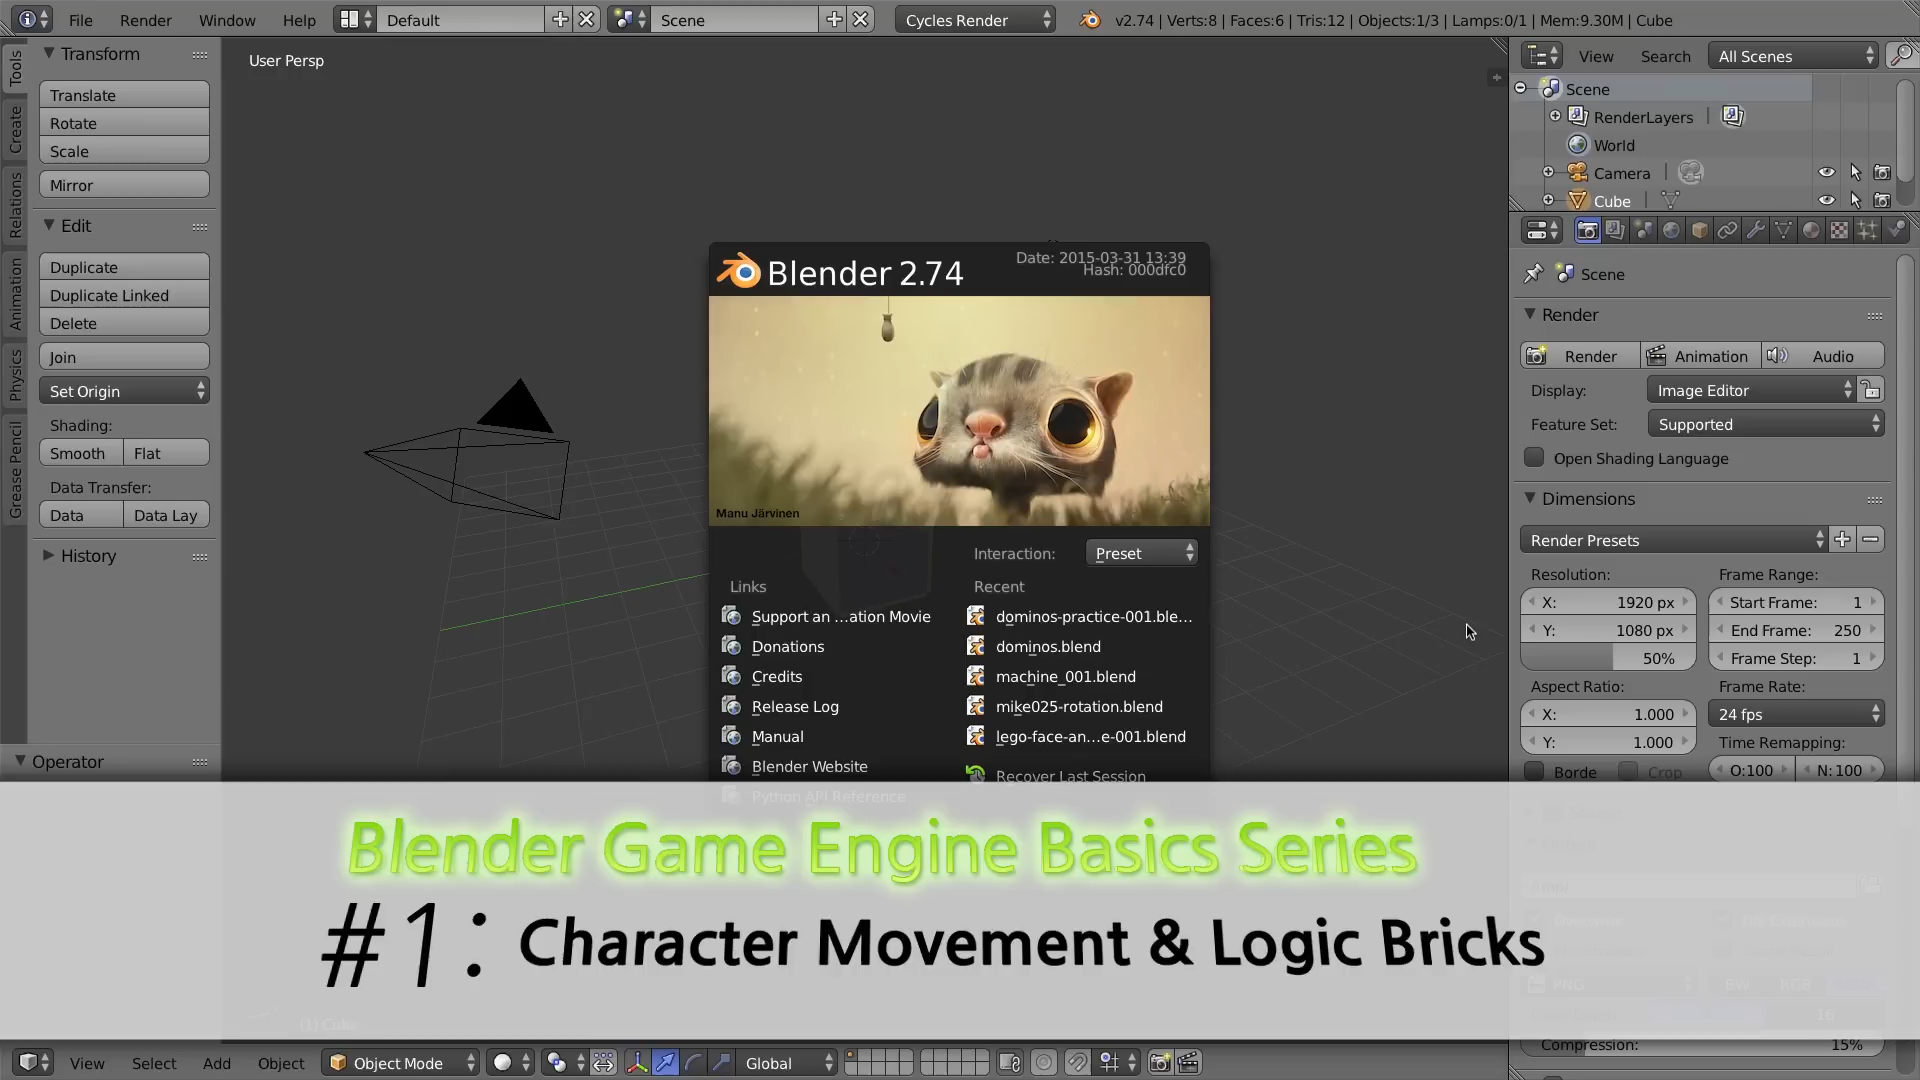 File Render Window Help Default Scene Cycles Render v2.74 | Verts:8 | Faces:6 | Tris:12 | Objects:1/3 | Lamps:0/1 | Mem:9.30M | Cube
Tools
Create
Relations
Animation
Physics
Grease Pencil
Transform
Translate
Rotate
Scale
Mirror
Edit
Duplicate
Duplicate Linked
Delete
Join
Set Origin
Shading:
Smooth Flat
Data Transfer:
Data Data Lay
History
Operator
User Persp
Blender 2.74
Date: 2015-03-31 13:39
Hash: 000dfc0
Manu Järvinen
Interaction: Preset
Links
Support an ...ation Movie
Donations
Credits
Release Log
Manual
Blender Website
Python API Reference
Recent
dominos-practice-001.ble...
dominos.blend
machine_001.blend
mike025-rotation.blend
lego-face-an...e-001.blend
Recover Last Session
View Search All Scenes
Scene
RenderLayers |
World
Camera |
Cube |
Scene
Render
Render Animation Audio
Display: Image Editor
Feature Set: Supported
Open Shading Language
Dimensions
Render Presets
Resolution: Frame Range:
X: 1920 px Start Frame: 1
Y: 1080 px End Frame: 250
50% Frame Step: 1
Aspect Ratio: Frame Rate:
X: 1.000 24 fps
Y: 1.000 Time Remapping:
Borde Crop O:100 N: 100
Blender Game Engine Basics Series
#1: Character Movement & Logic Bricks
PNG BW RGB
16
(1) Cube
Compression: 15%
View Select Add Object Object Mode Global